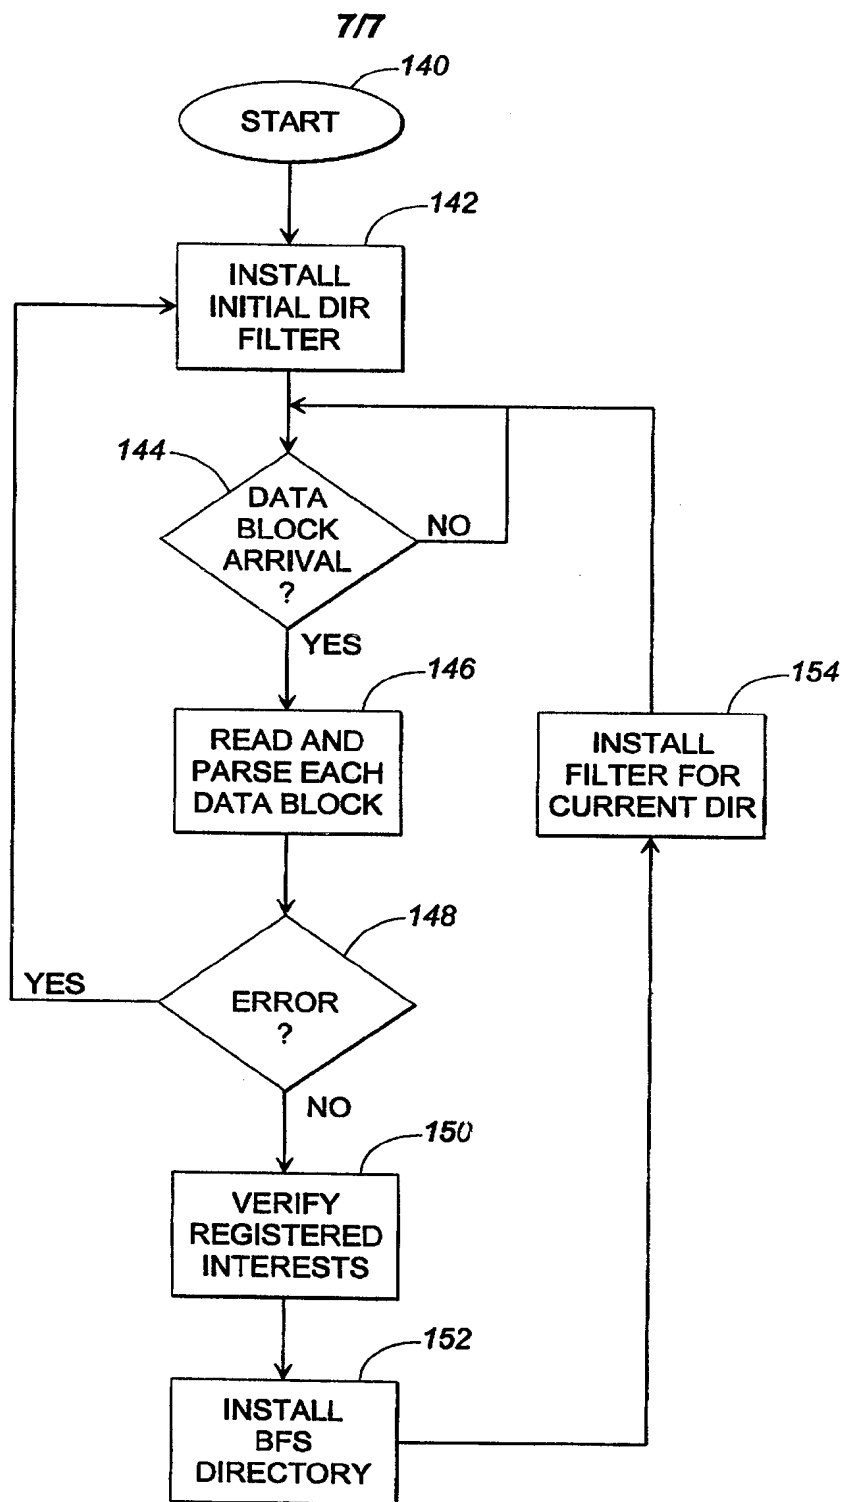 7/7
140
START
142
INSTALL
INITIAL DIR
FILTER
144
DATA
BLOCK
ARRIVAL
?
NO
YES
146
READ AND
PARSE EACH
DATA BLOCK
154
INSTALL
FILTER FOR
CURRENT DIR
148
YES
ERROR
?
NO
150
VERIFY
REGISTERED
INTERESTS
152
INSTALL
BFS
DIRECTORY